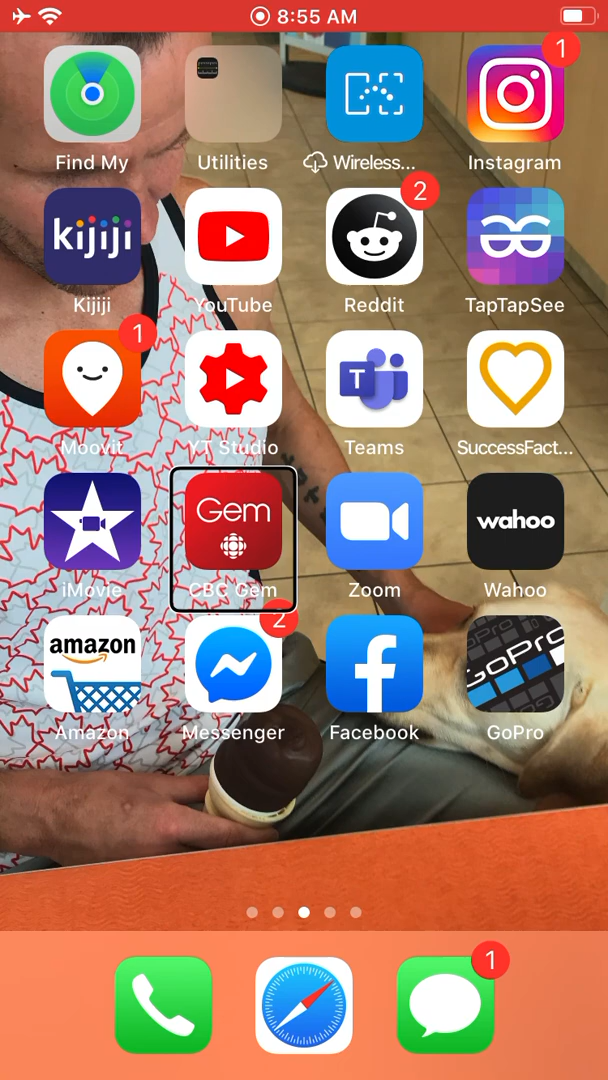 8:55 AM
1
Find My
Utilities
Wireless...
Instagram
2
kijiji
Kijiji
YouTube
Reddit
TapTapSee
1
T
Moovit
YT Studio
Teams
SuccessFact...
Gem
wahoo
iMovie
CBC Gem
Zoom
Wahoo
2
amazon
GoPro
Amazon
Messenger
Facebook
GoPro
1